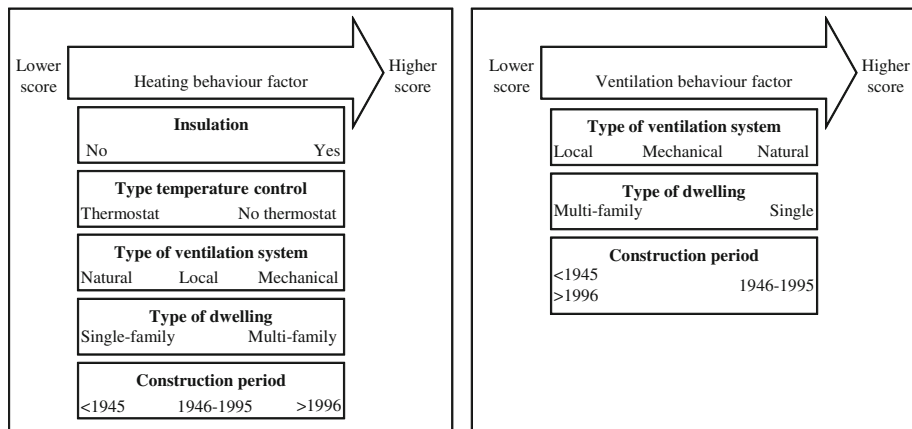 Lower score
Heating behaviour factor
Higher score
Insulation
No Yes
Type temperature control
Thermostat No thermostat
Type of ventilation system
Natural Local Mechanical
Type of dwelling
Single-family Multi-family
Construction period
<1945 1946-1995 >1996
Lower score
Ventilation behaviour factor
Higher score
Type of ventilation system
Local Mechanical Natural
Type of dwelling
Multi-family Single
Construction period
<1945
>1996
1946-1995